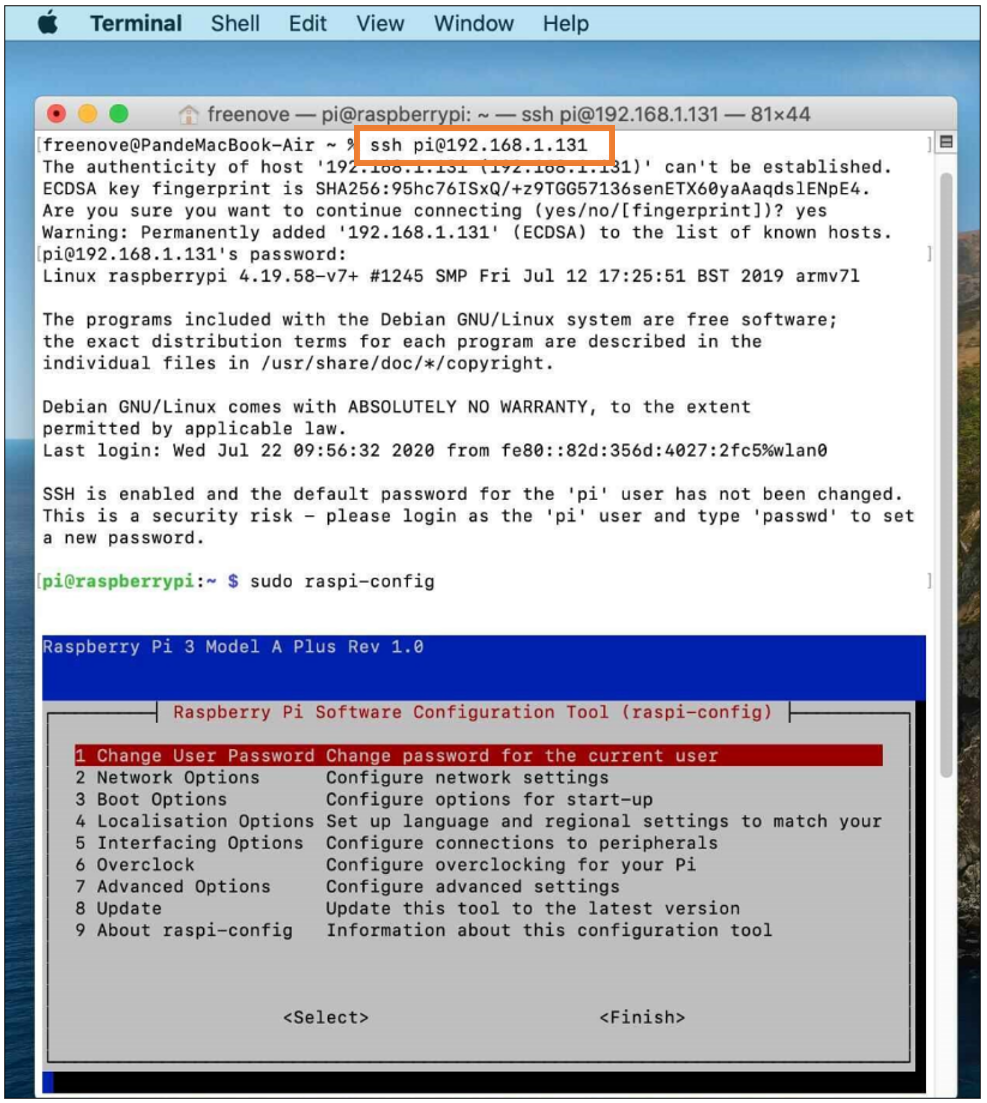 Terminal Shell Edit View Window Help
freenove — pi@raspberrypi: ~ — ssh pi@192.168.1.131 — 81×44
[freenove@PandeMacBook-Air ~ % ssh pi@192.168.1.131 ]
The authenticity of host '192.168.1.131 (192.168.1.131)' can't be established.
ECDSA key fingerprint is SHA256:95hc76ISxQ/+z9TGG57136senETX60yaAaqdslENpE4.
Are you sure you want to continue connecting (yes/no/[fingerprint])? yes
Warning: Permanently added '192.168.1.131' (ECDSA) to the list of known hosts.
[pi@192.168.1.131's password: ]
Linux raspberrypi 4.19.58-v7+ #1245 SMP Fri Jul 12 17:25:51 BST 2019 armv7l
The programs included with the Debian GNU/Linux system are free software;
the exact distribution terms for each program are described in the
individual files in /usr/share/doc/*/copyright.
Debian GNU/Linux comes with ABSOLUTELY NO WARRANTY, to the extent
permitted by applicable law.
Last login: Wed Jul 22 09:56:32 2020 from fe80::82d:356d:4027:2fc5%wlan0
SSH is enabled and the default password for the 'pi' user has not been changed.
This is a security risk – please login as the 'pi' user and type 'passwd' to set
a new password.
[pi@raspberrypi:~ $ sudo raspi-config ]
Raspberry Pi 3 Model A Plus Rev 1.0
Raspberry Pi Software Configuration Tool (raspi-config)
1 Change User Password Change password for the current user
2 Network Options Configure network settings
3 Boot Options Configure options for start-up
4 Localisation Options Set up language and regional settings to match your
5 Interfacing Options Configure connections to peripherals
6 Overclock Configure overclocking for your Pi
7 Advanced Options Configure advanced settings
8 Update Update this tool to the latest version
9 About raspi-config Information about this configuration tool
<Select> <Finish>